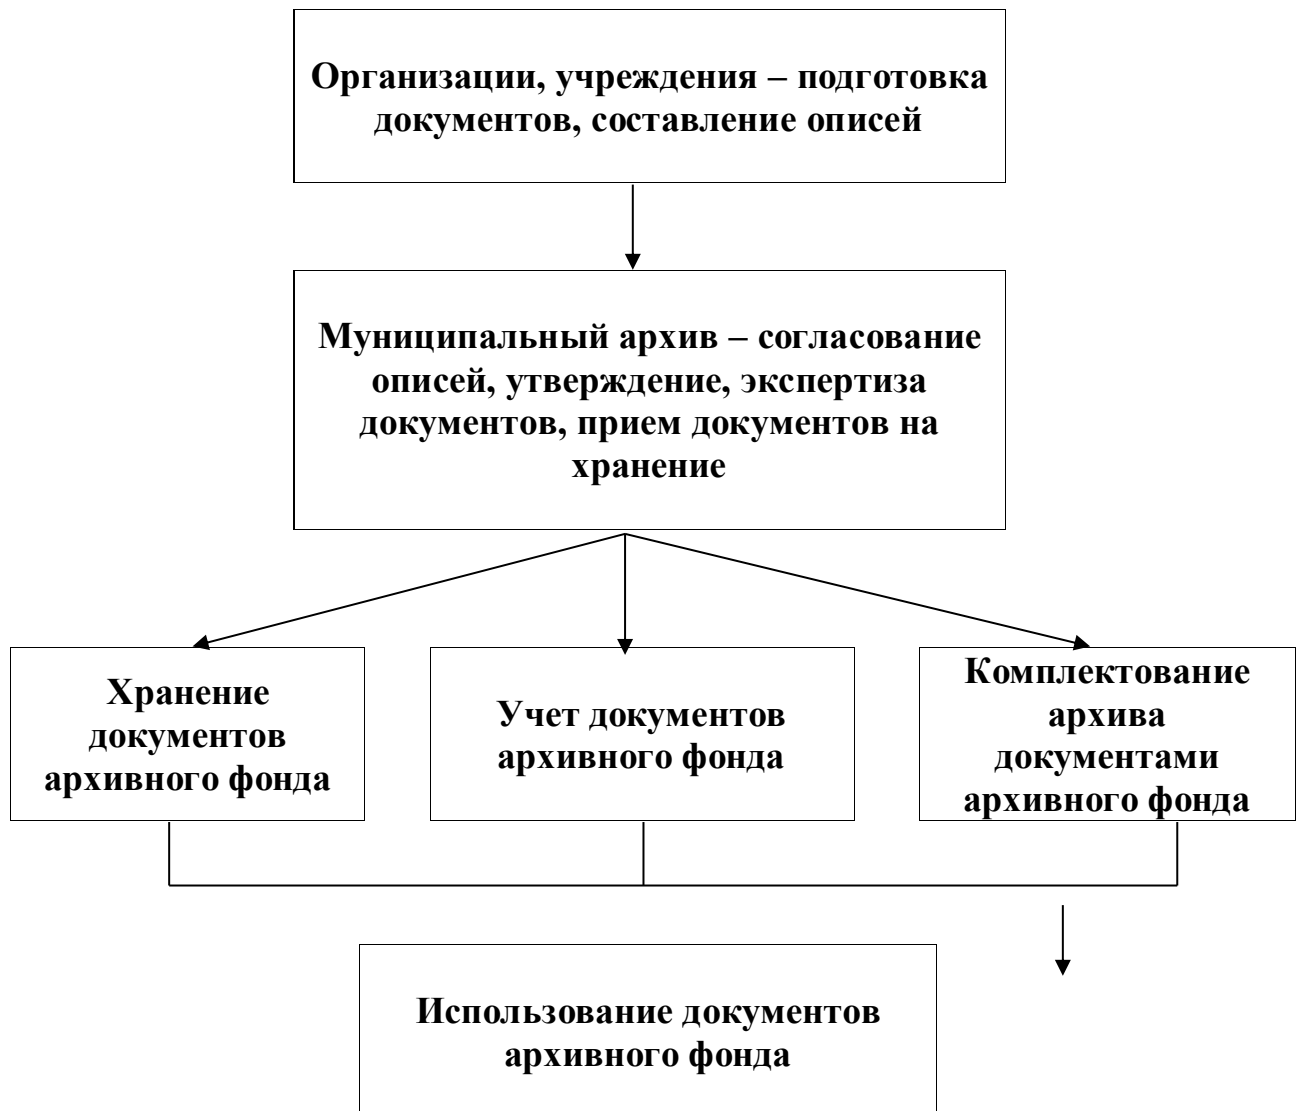 Организации, учреждения – подготовка
документов, составление описей
Муниципальный архив – согласование
описей, утверждение, экспертиза
документов, прием документов на
хранение
Хранение
документов
архивного фонда
Учет документов
архивного фонда
Комплектование
архива
документами
архивного фонда
Использование документов
архивного фонда